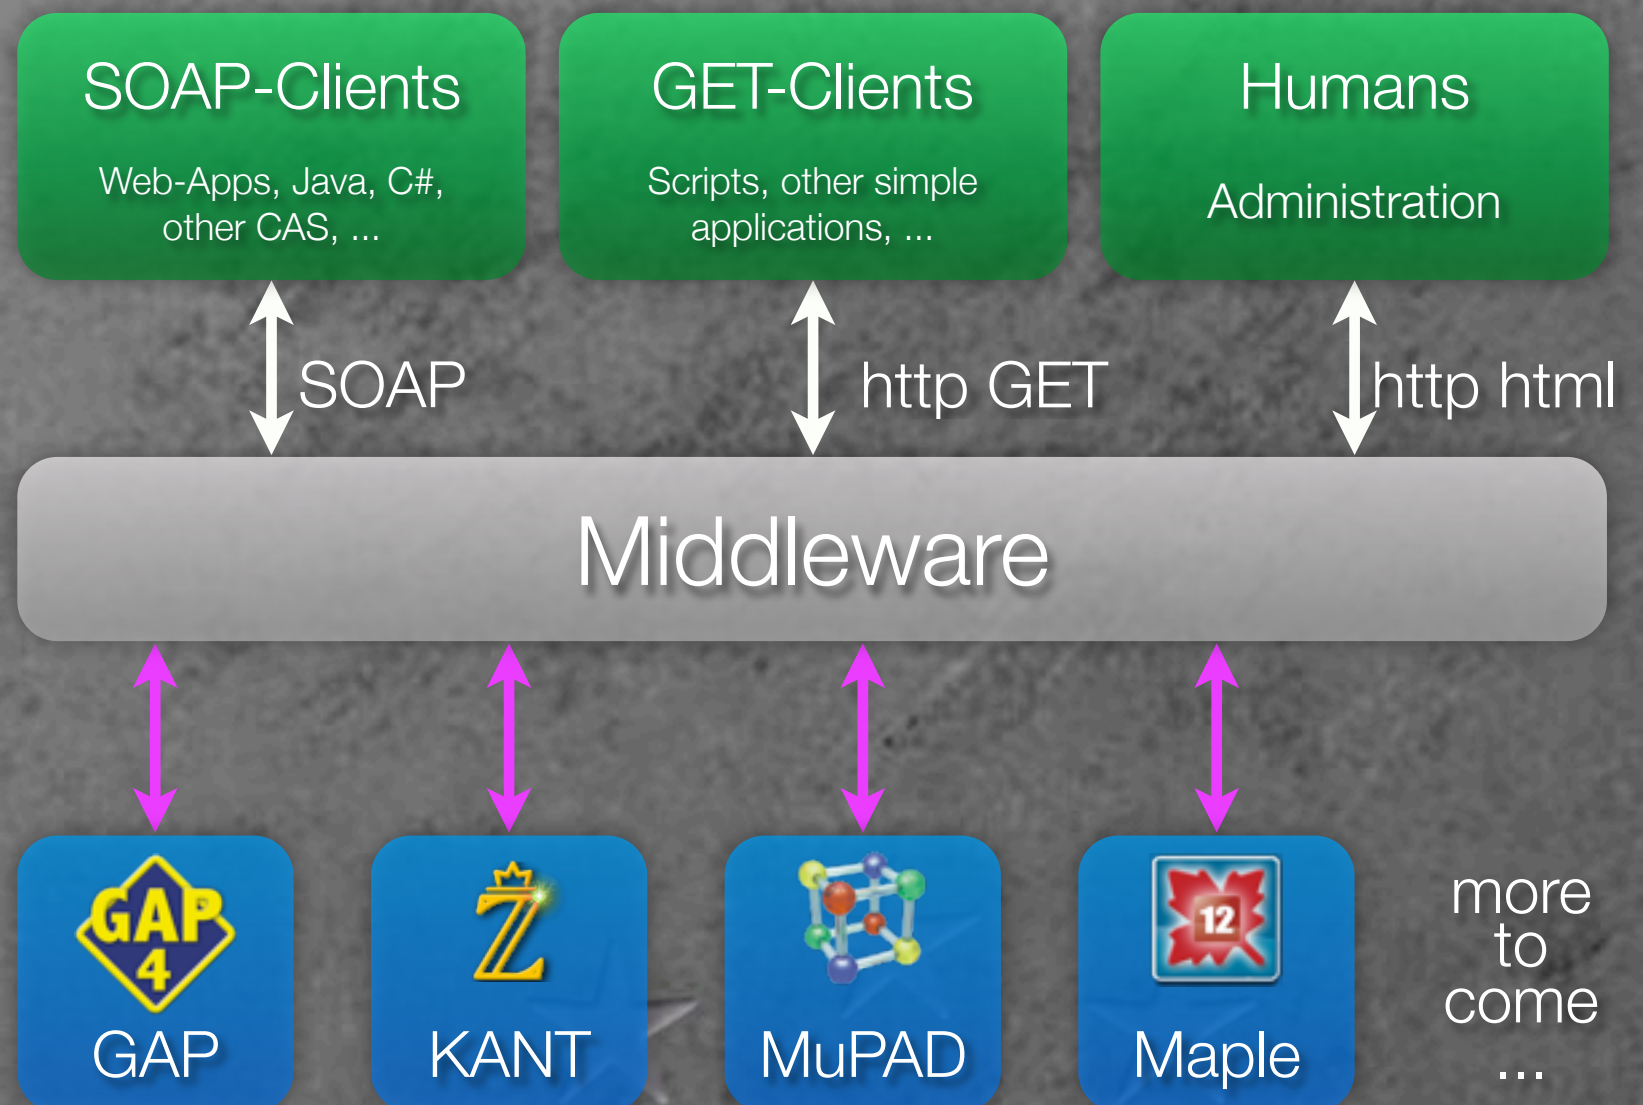 SOAP-Clients
Web-Apps, Java, C#,
other CAS, ...
GET-Clients
Scripts, other simple
applications, ...
Humans
Administration
SOAP
http GET
http html
Middleware
GAP
4
GAP
Z
KANT
MuPAD
12
Maple
more
to
come
...